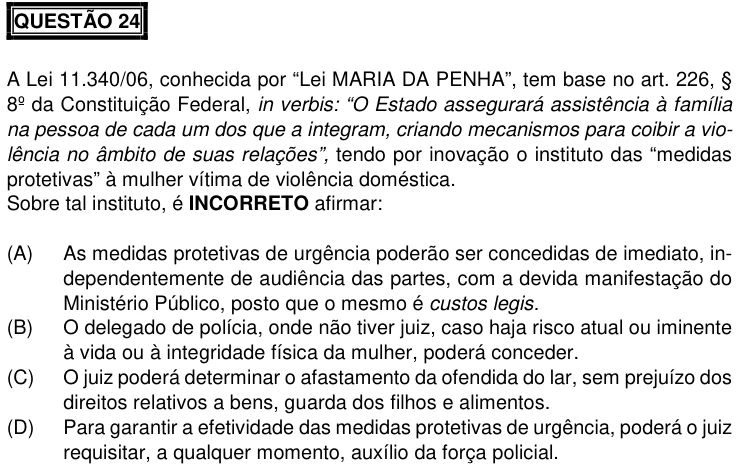 QUESTÃO 24
A Lei 11.340/06, conhecida por “Lei MARIA DA PENHA”, tem base no art. 226, §
8º da Constituição Federal, in verbis: “O Estado assegurará assistência à família
na pessoa de cada um dos que a integram, criando mecanismos para coibir a vio-
lência no âmbito de suas relações”, tendo por inovação o instituto das “medidas
protetivas” à mulher vítima de violência doméstica.
Sobre tal instituto, é INCORRETO afirmar:
(A) As medidas protetivas de urgência poderão ser concedidas de imediato, in-
dependentemente de audiência das partes, com a devida manifestação do
Ministério Público, posto que o mesmo é custos legis.
(B) O delegado de polícia, onde não tiver juiz, caso haja risco atual ou iminente
à vida ou à integridade física da mulher, poderá conceder.
(C) O juiz poderá determinar o afastamento da ofendida do lar, sem prejuízo dos
direitos relativos a bens, guarda dos filhos e alimentos.
(D) Para garantir a efetividade das medidas protetivas de urgência, poderá o juiz
requisitar, a qualquer momento, auxílio da força policial.